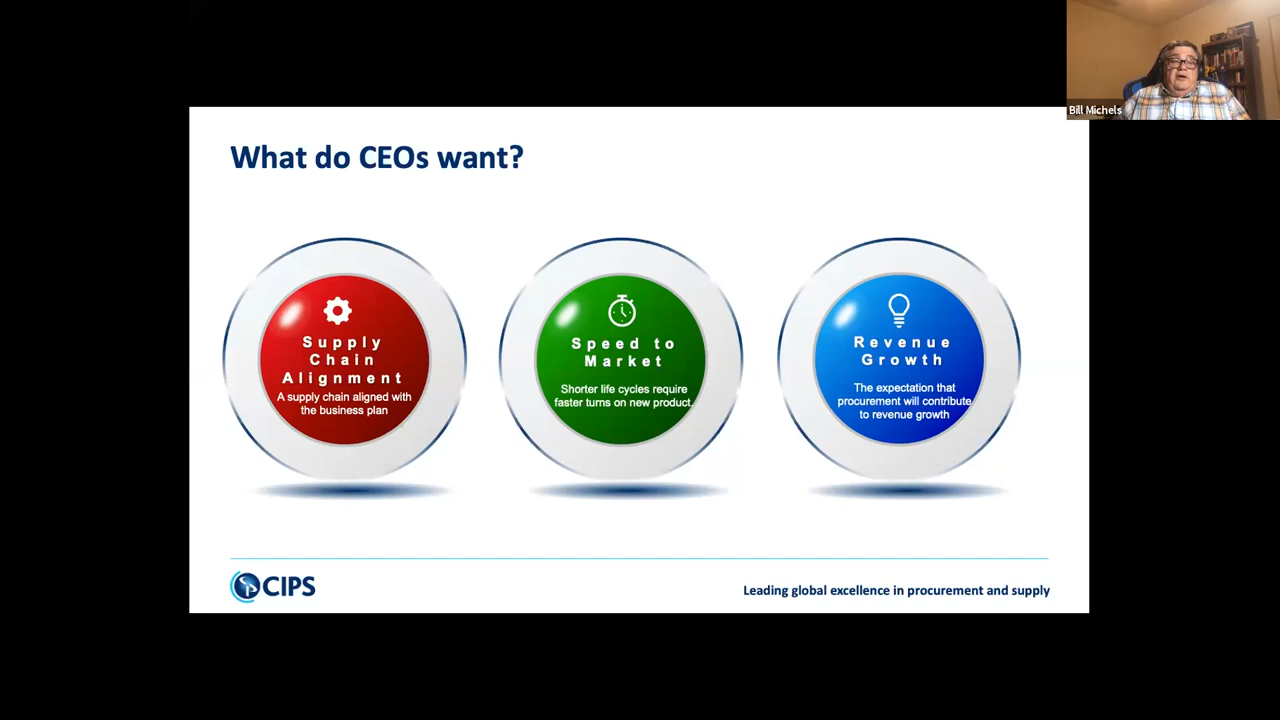 Bill Michels
What do CEOs want?
Supply
Chain
Alignment
A supply chain aligned with
the business plan
Speed to
Market
Shorter life cycles require
faster turns on new product.
Revenue
Growth
The expectation that
procurement will contribute
to revenue growth
CIPS
Leading global excellence in procurement and supply